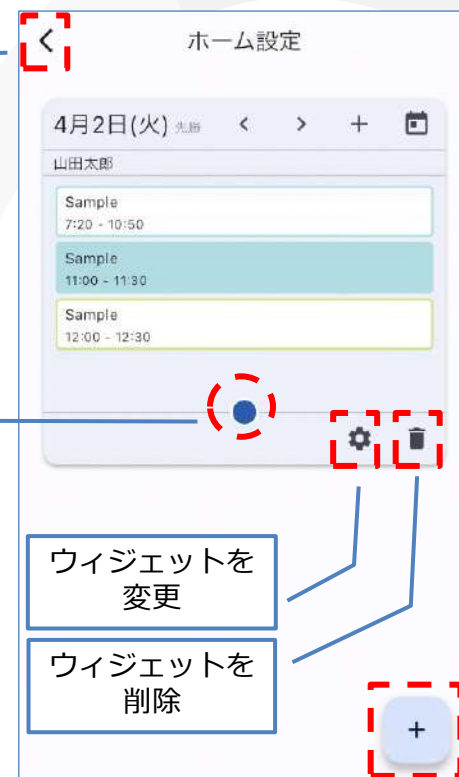 ホーム設定
4月2日(火) 先勝
山田太郎
Sample
7:20 - 10:50
Sample
11:00 - 11:30
Sample
12:00 - 12:30
ウィジェットを
変更
ウィジェットを
削除